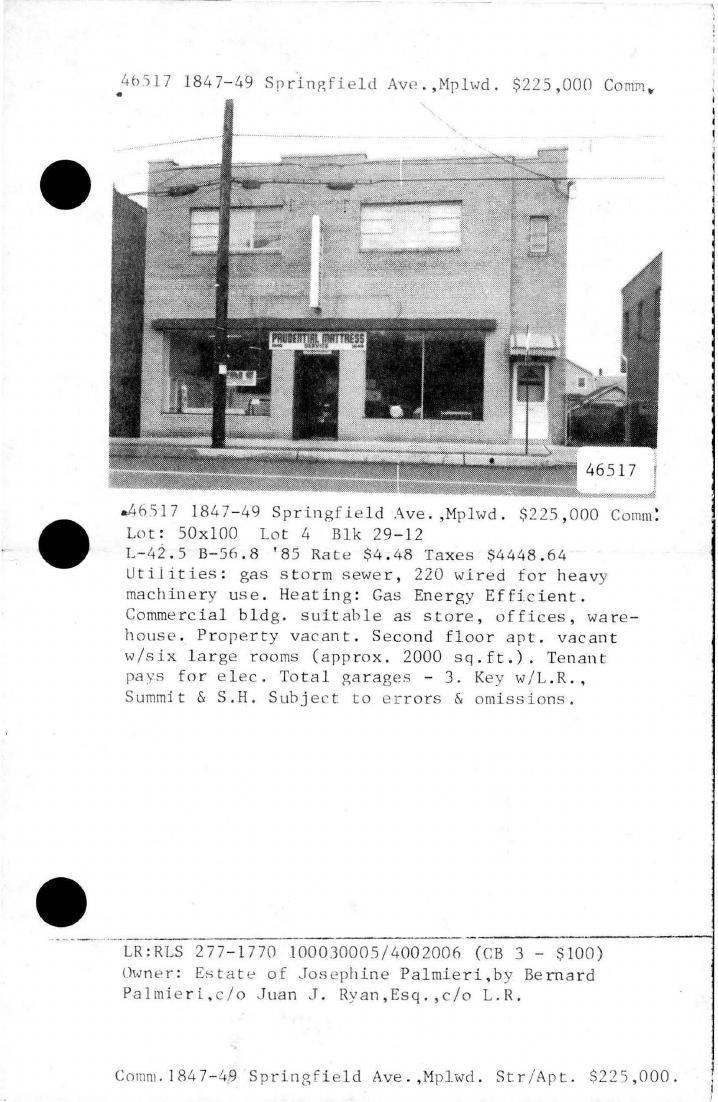 46517 1847-49 Springfield Ave.,Mplwd. $225,000 Comm.
PRUDENTIAL MATTRESS
SERVICE
46517
46517 1847-49 Springfield Ave.,Mplwd. $225,000 Comm.
Lot: 50x100 Lot 4 Blk 29-12
L-42.5 B-56.8 '85 Rate $4.48 Taxes $4448.64
Utilities: gas storm sewer, 220 wired for heavy
machinery use. Heating: Gas Energy Efficient.
Commercial bldg. suitable as store, offices, ware-
house. Property vacant. Second floor apt. vacant
w/six large rooms (approx. 2000 sq.ft.). Tenant
pays for elec. Total garages - 3. Key w/L.R.,
Summit & S.H. Subject to errors & omissions.
LR:RLS 277-1770 100030005/4002006 (CB 3 - $100)
Owner: Estate of Josephine Palmieri,by Bernard
Palmieri,c/o Juan J. Ryan,Esq.,c/o L.R.
Comm.1847-49 Springfield Ave.,Mplwd. Str/Apt. $225,000.